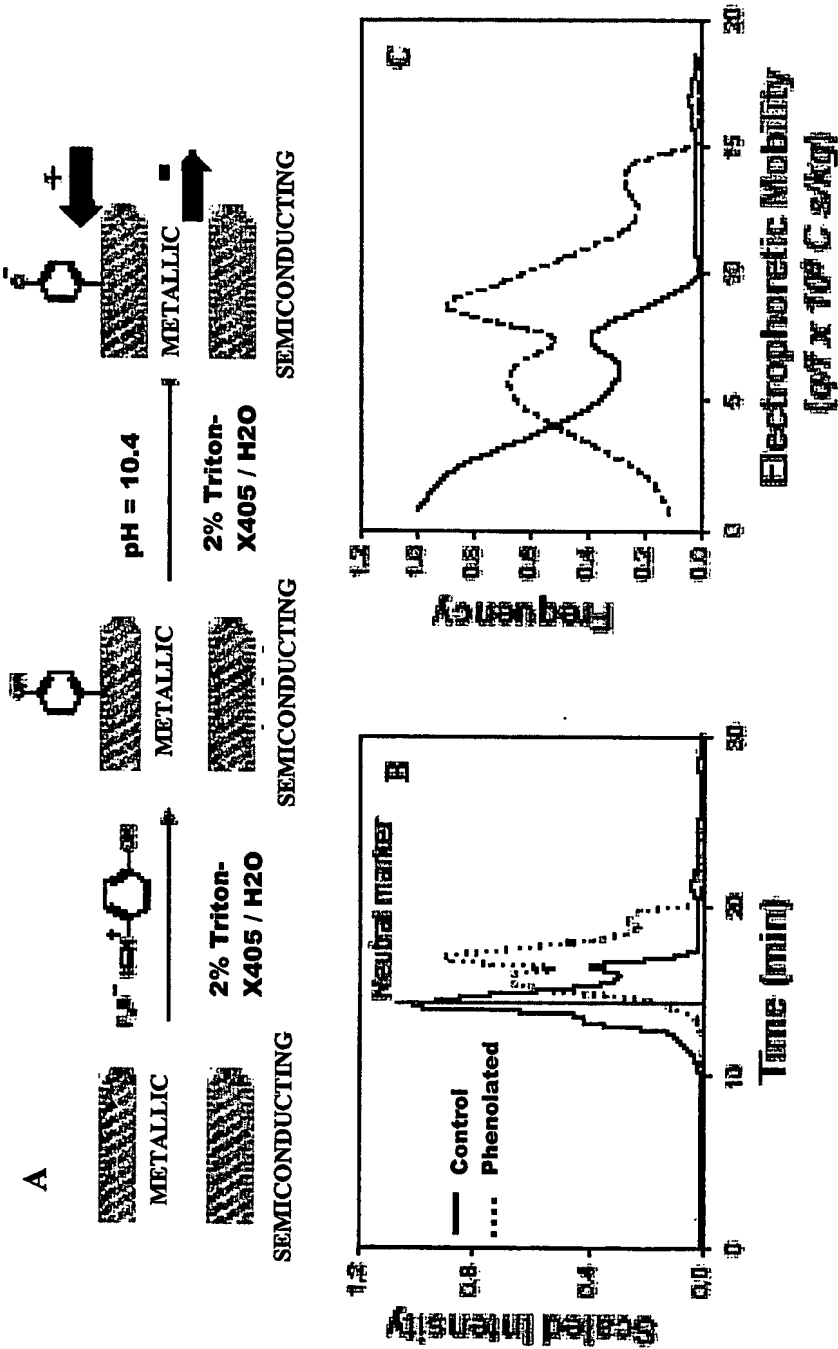 A
METALLIC
SEMICONDUCTING
2% Triton-
X405 / H2O
METALLIC
SEMICONDUCTING
pH = 10.4
2% Triton-
X405 / H2O
+
-
METALLIC
SEMICONDUCTING
B
Neutral marker
Control
Phenolated
1.2
0.8
0.4
0.0
0
10
20
30
Time (min)
C
Frequency
1.2
1.0
0.8
0.6
0.4
0.2
0.0
0
5
10
15
20
Electrophoretic Mobility